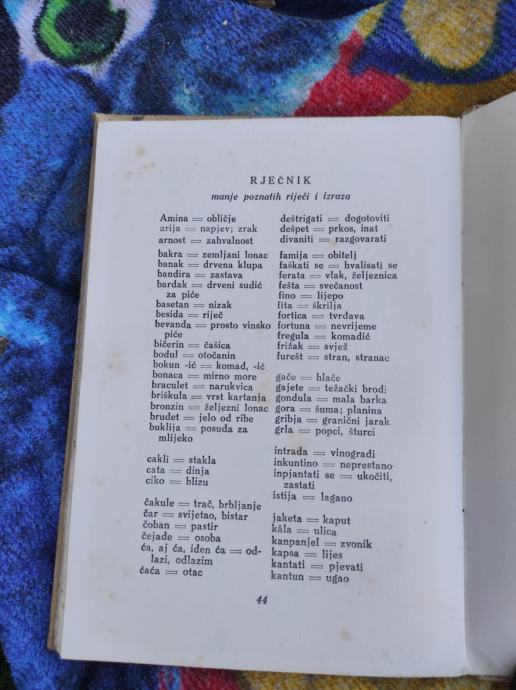 RJEČNIK
manje poznatih riječi i izraza
Amina = obličje
arija = napjev; zrak
arnost = zahvalnost
bakra = zemljani lonac
banak = drvena klupa
bandira = zastava
bardak = drveni sudić
za piće
basetan = nizak
besida = riječ
bevanda = prosto vinsko
piće
bičerin = čašica
bodul = otočanin
bokun -ić = komad, -ić
bonaca = mirno more
braculet = narukvica
briškula = vrst kartanja
bronzin = željezni lonac
brudet = jelo od ribe
buklija = posuda za
mlijeko
cakli = stakla
cata = dinja
ciko = blizu
čakule = trač, brbljanje
čar = svijetao, bistar
čoban = pastir
čejade = osoba
ća, aj ća, iđen ća = od-
lazi, odlazim
ćaća = otac
deštrigati = dogotoviti
dešpet = prkos, inat
divaniti = razgovarati
famija = obitelj
faškati se = hvalisati se
ferata = vlak, željeznica
fešta = svečanost
fino = lijepo
fita = škrilja
fortica = tvrđava
fortuna = nevrijeme
fregula = komadić
frižak = svjež
furešt = stran, stranac
gaće = hlače
gajete = težački brodi
gondula = mala barka
gora = šuma; planina
gribja = granični jarak
grla = popci, šturci
intrada = vinogradi
inkuntino = neprestano
inpjantati se = ukočiti,
zastati
istija = lagano
jaketa = kaput
kâla = ulica
kanpanjel = zvonik
kapsa = lijes
kantati = pjevati
kantun = ugao
44